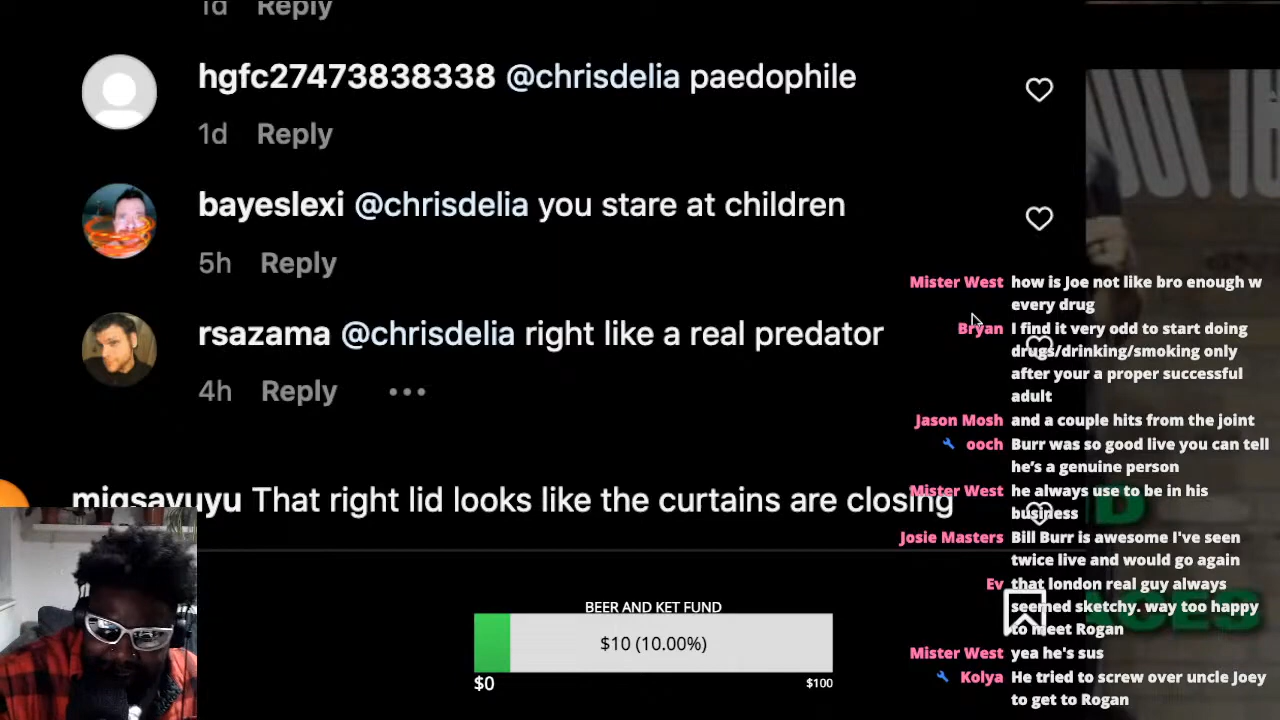 1d Reply
hgfc27473838338 @chrisdelia paedophile
1d Reply
bayeslexi @chrisdelia you stare at children
5h Reply
rsazama @chrisdelia right like a real predator
4h Reply •••
migsavuyu That right lid looks like the curtains are closing
BEER AND KET FUND
$10 (10.00%)
$0
$100
Mister West how is Joe not like bro enough w
every drug
Bryan I find it very odd to start doing
drugs/drinking/smoking only
after your a proper successful
adult
Jason Mosh and a couple hits from the joint
ooch Burr was so good live you can tell
he's a genuine person
Mister West he always use to be in his
business
Josie Masters Bill Burr is awesome I've seen
twice live and would go again
Ev that london real guy always
seemed sketchy. way too happy
to meet Rogan
Mister West yea he's sus
Kolya He tried to screw over uncle Joey
to get to Rogan